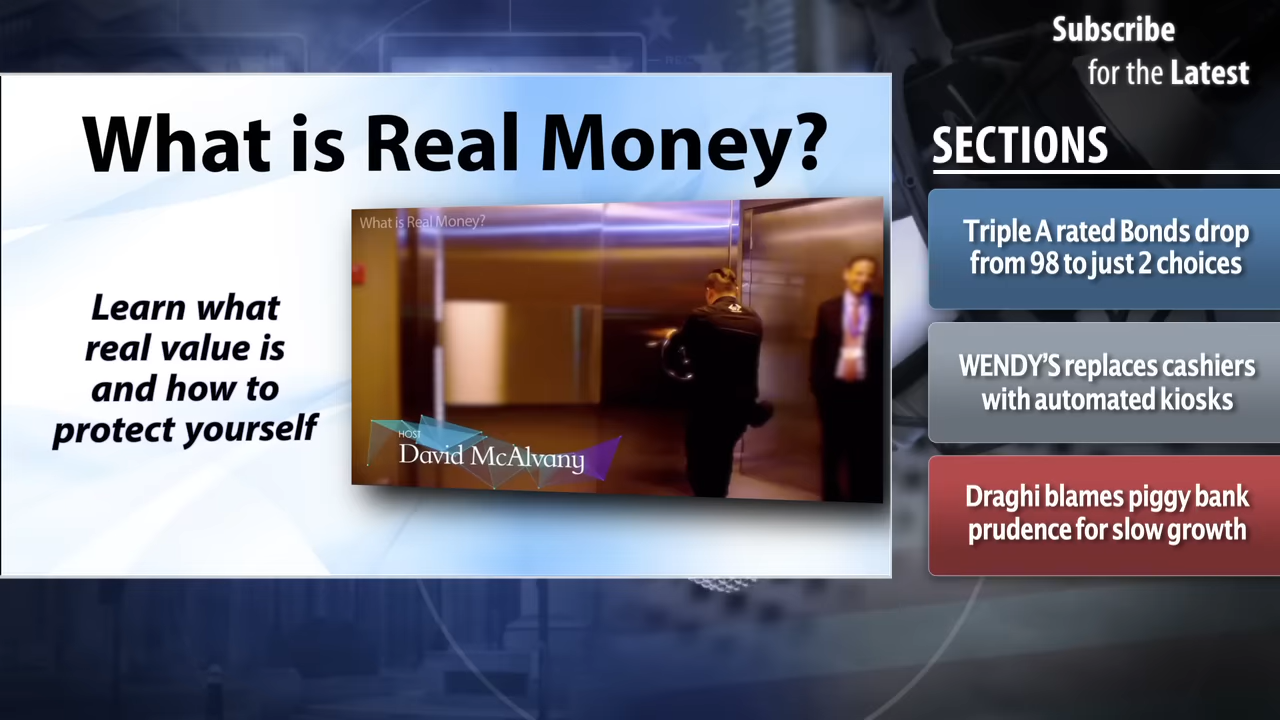 Subscribe
for the Latest
What is Real Money?
Learn what
real value is
and how to
protect yourself
What is Real Money?
HOST
David McAlvany
SECTIONS
Triple A rated Bonds drop
from 98 to just 2 choices
WENDY'S replaces cashiers
with automated kiosks
Draghi blames piggy bank
prudence for slow growth